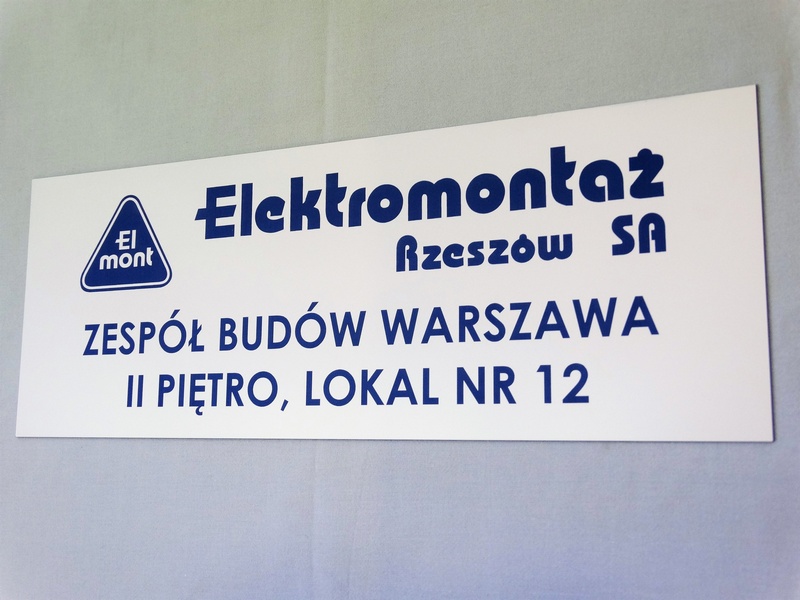 El
mont
Elektromontaż
Rzeszów SA
ZESPÓŁ BUDÓW WARSZAWA
II PIĘTRO, LOKAL NR 12